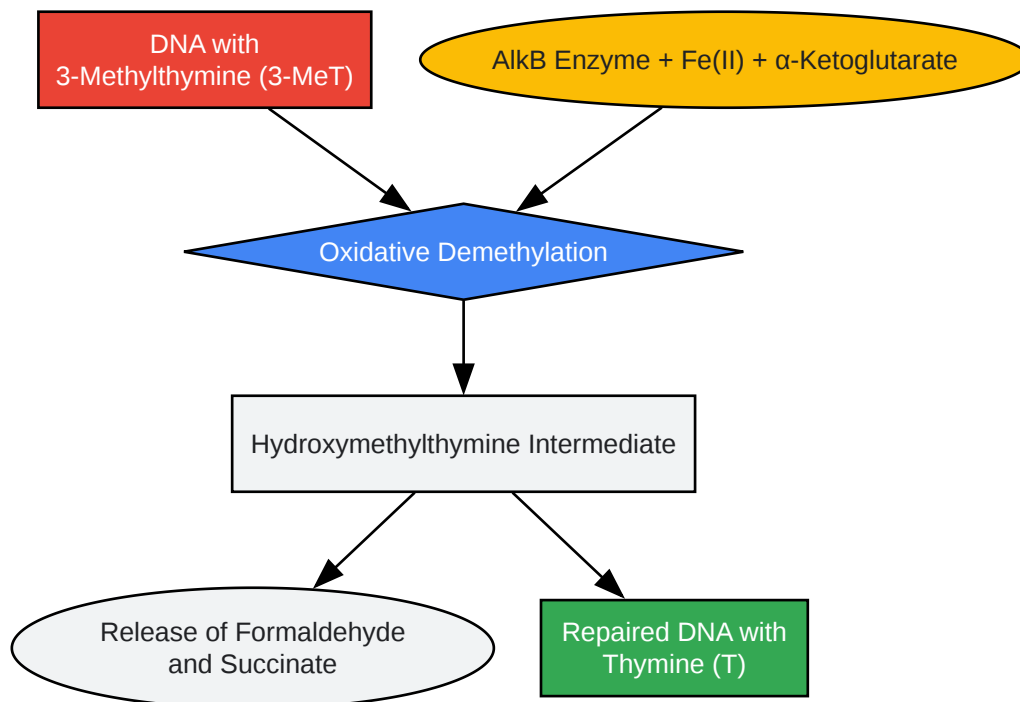 DNA with
3-Methylthymine (3-MeT)
AlkB Enzyme + Fe(II) + α-Ketoglutarate
Oxidative Demethylation
Hydroxymethylthymine Intermediate
Release of Formaldehyde
and Succinate
Repaired DNA with
Thymine (T)